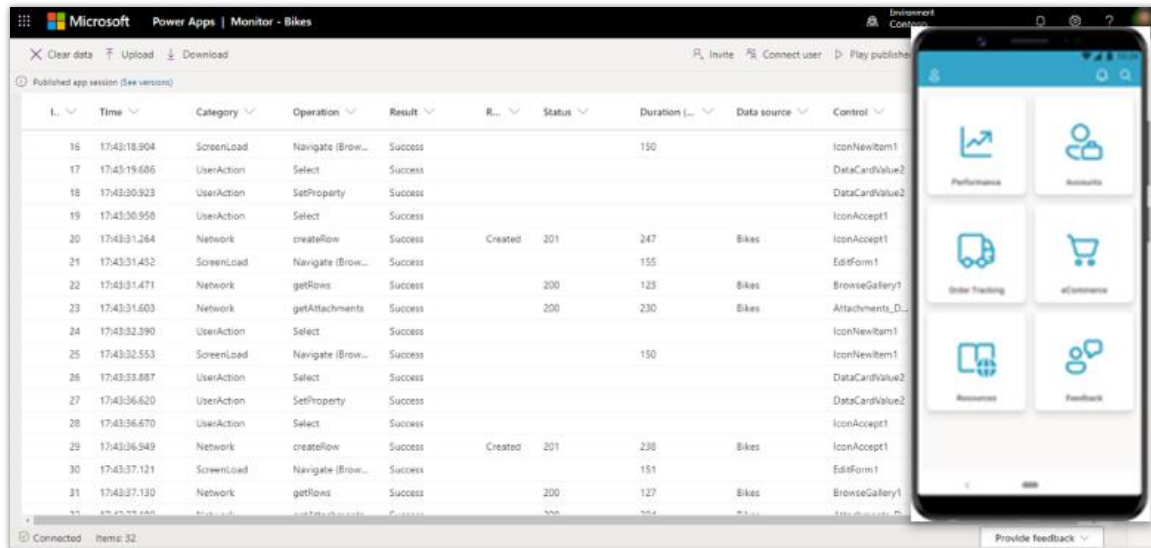 Microsoft Power Apps | Monitor - Bikes Environment
Clear data Upload Download Invite Connect user Play publishe
Published app session (See versions)
I.. Time Category Operation Result R... Status Duration (... Data source Control
16 17:43:18.904 ScreenLoad Navigate (Brow... Success 150 IconNewItem1
17 17:43:19.686 UserAction Select Success DataCardValue2
18 17:43:30.923 UserAction SetProperty Success DataCardValue2
19 17:43:30.958 UserAction Select Success IconAccept1
20 17:43:31.264 Network createRow Success Created 201 247 Bikes IconAccept1
21 17:43:31.452 ScreenLoad Navigate (Brow... Success 155 EditForm1
22 17:43:31.471 Network getRows Success 200 123 Bikes BrowseGallery1
23 17:43:31.603 Network getAttachments Success 200 230 Bikes Attachments_D...
24 17:43:32.390 UserAction Select Success IconNewItem1
25 17:43:32.553 ScreenLoad Navigate (Brow... Success 150 IconNewItem1
26 17:43:33.887 UserAction Select Success DataCardValue2
27 17:43:36.620 UserAction SetProperty Success DataCardValue2
28 17:43:36.670 UserAction Select Success IconAccept1
29 17:43:36.949 Network createRow Success Created 201 238 Bikes IconAccept1
30 17:43:37.121 ScreenLoad Navigate (Brow... Success 151 EditForm1
31 17:43:37.130 Network getRows Success 200 127 Bikes BrowseGallery1
Connected Items: 32 Provide feedback
Performance Accounts
Order Tracking eCommerce
Resources Feedback